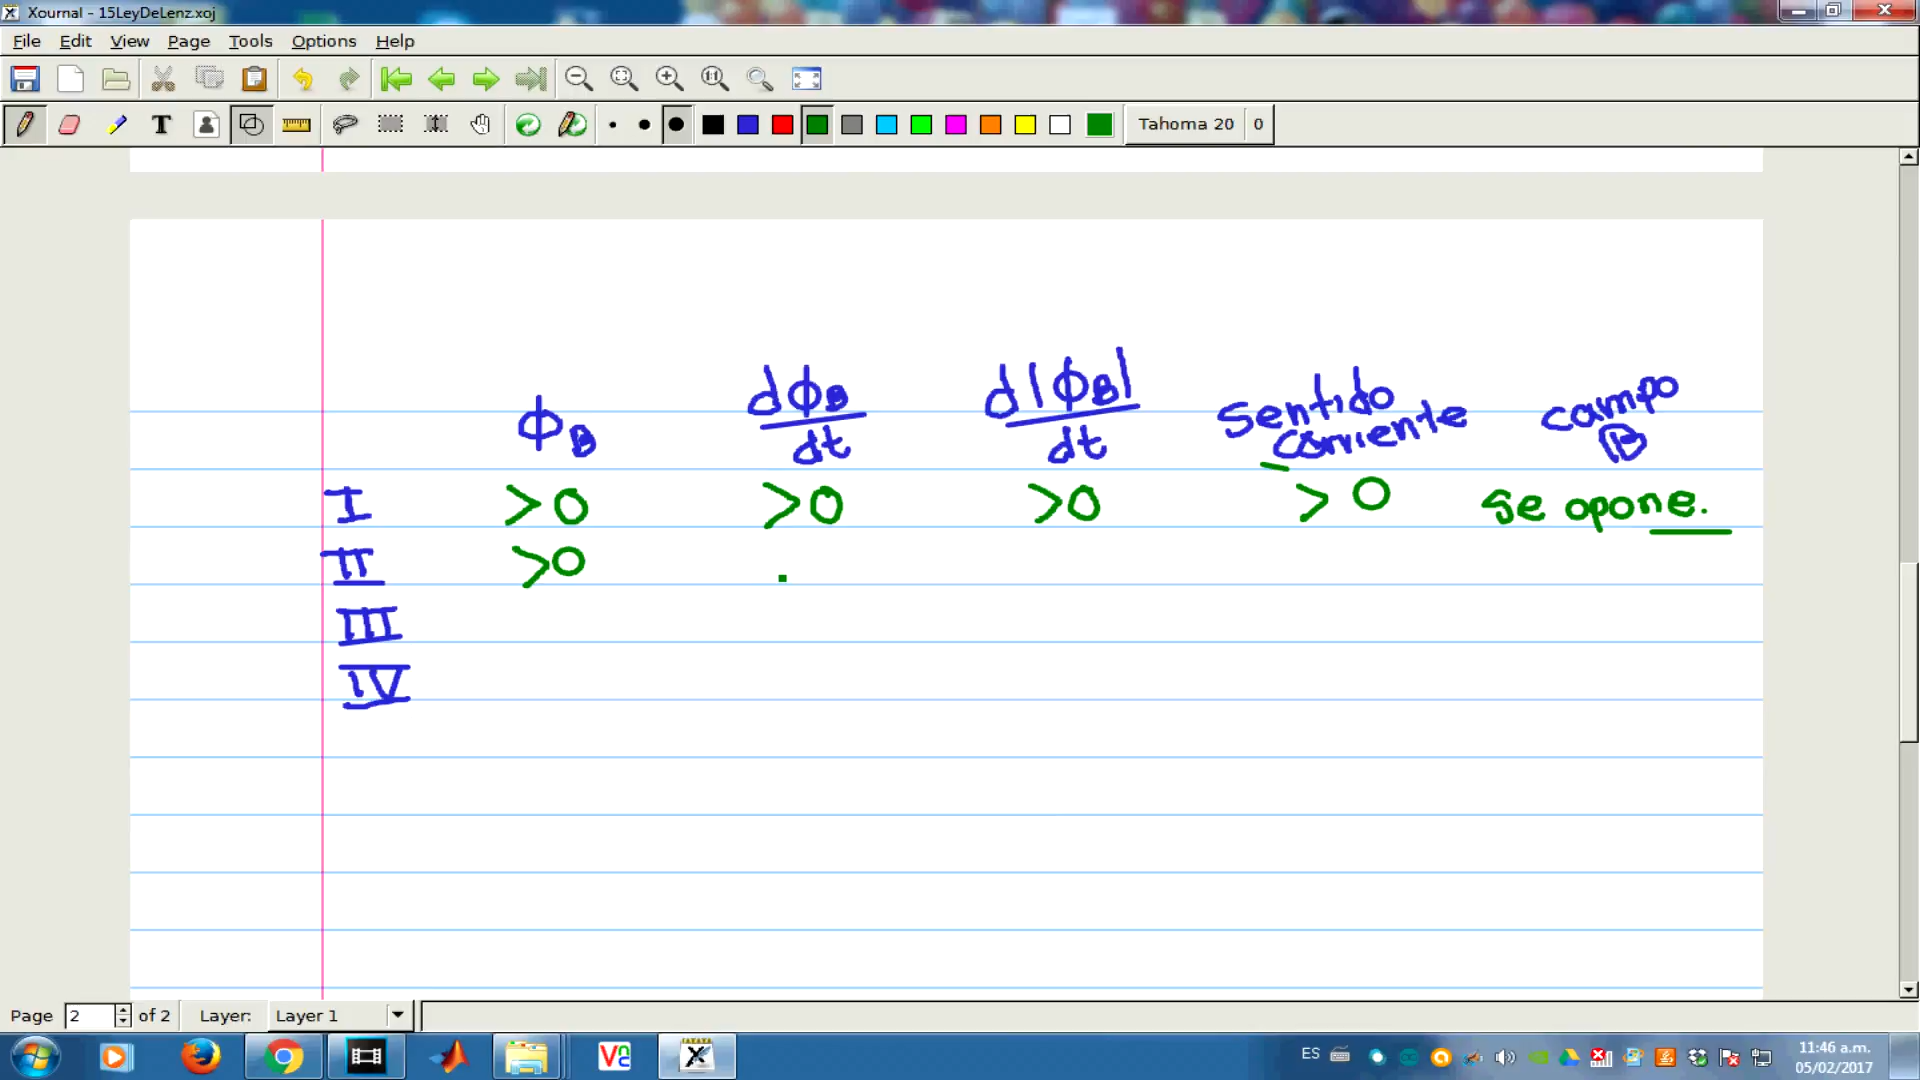 Xournal - 15LeyDeLenz.xoj
File Edit View Page Tools Options Help
Tahoma 20 0
ϕB dϕB/dt d|ϕB|/dt sentido corriente campo B
I >0 >0 >0 > 0 se opone.
II >0
III
IV
Page 2 of 2 Layer: Layer 1
ES 11:46 a.m.
05/02/2017